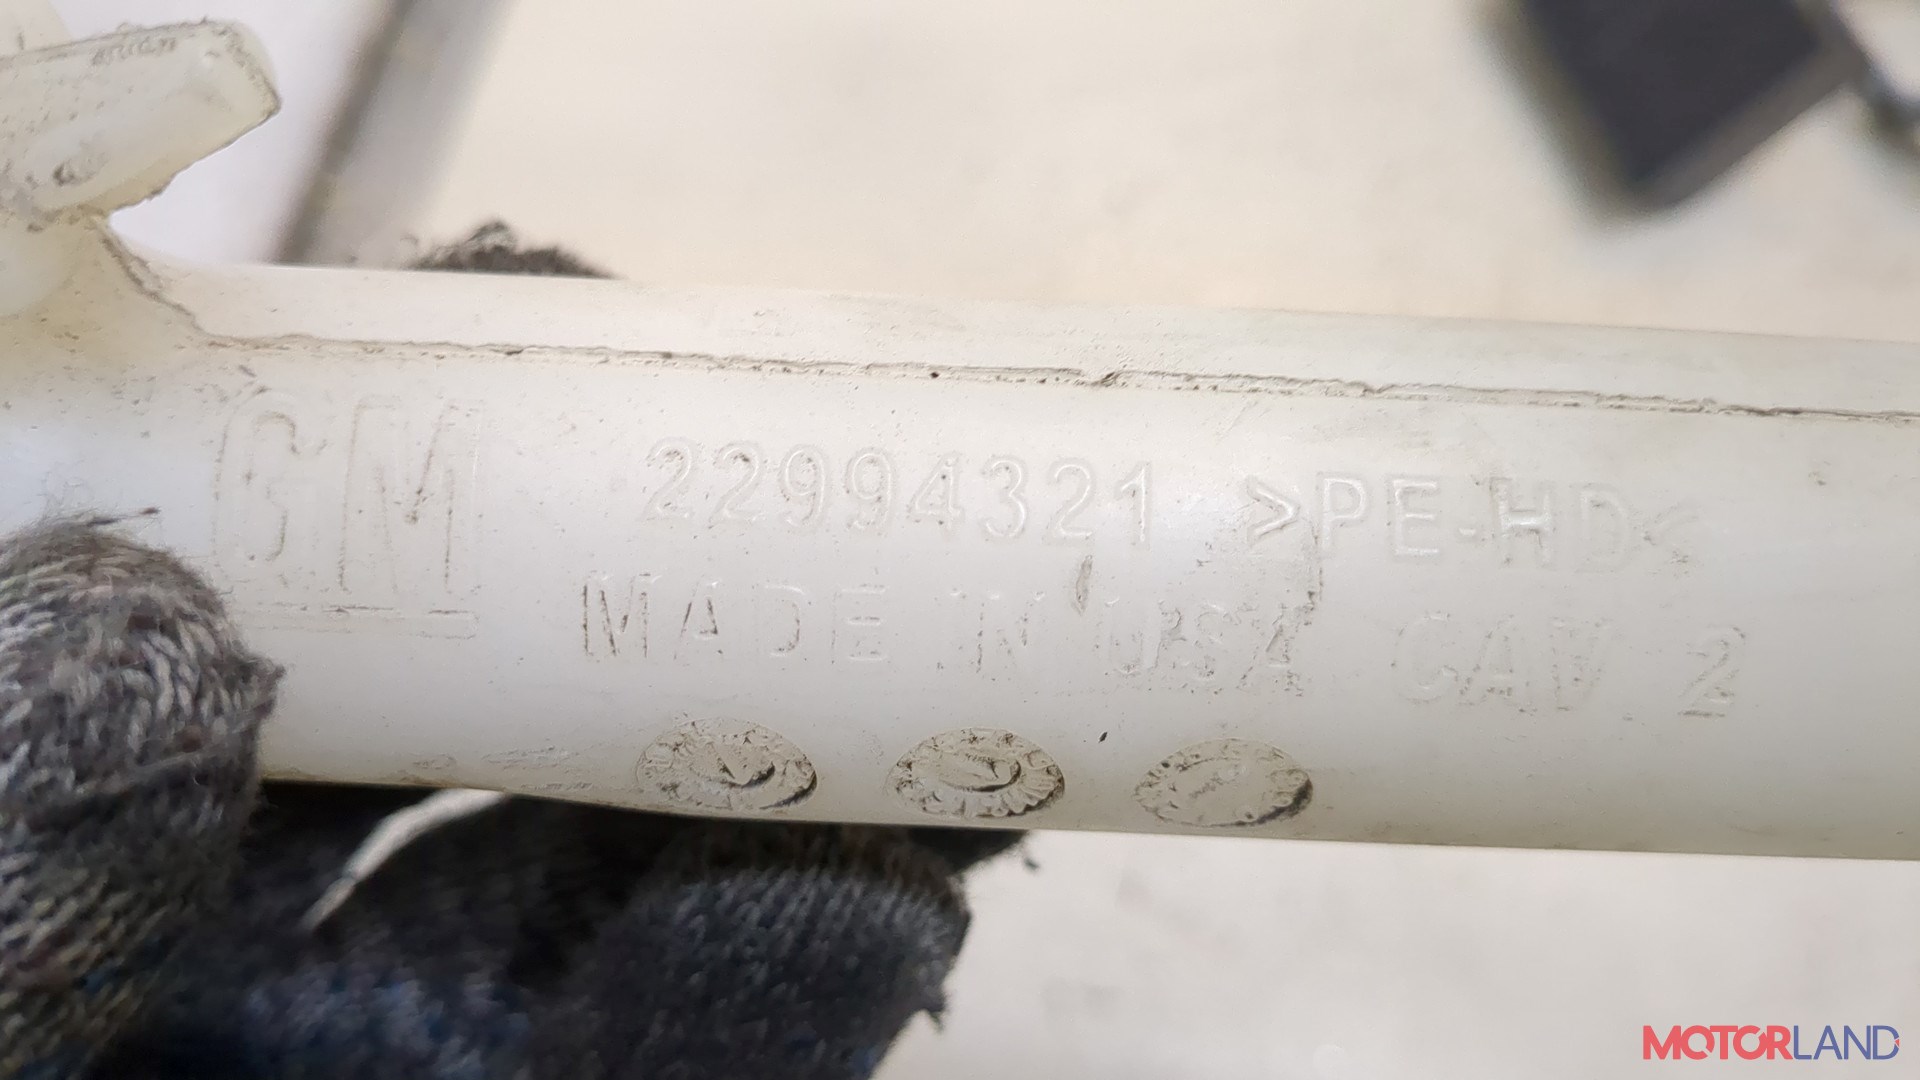 GM
22994321 >PE-HD<
MADE IN USA CAV. 2
MOTORLAND